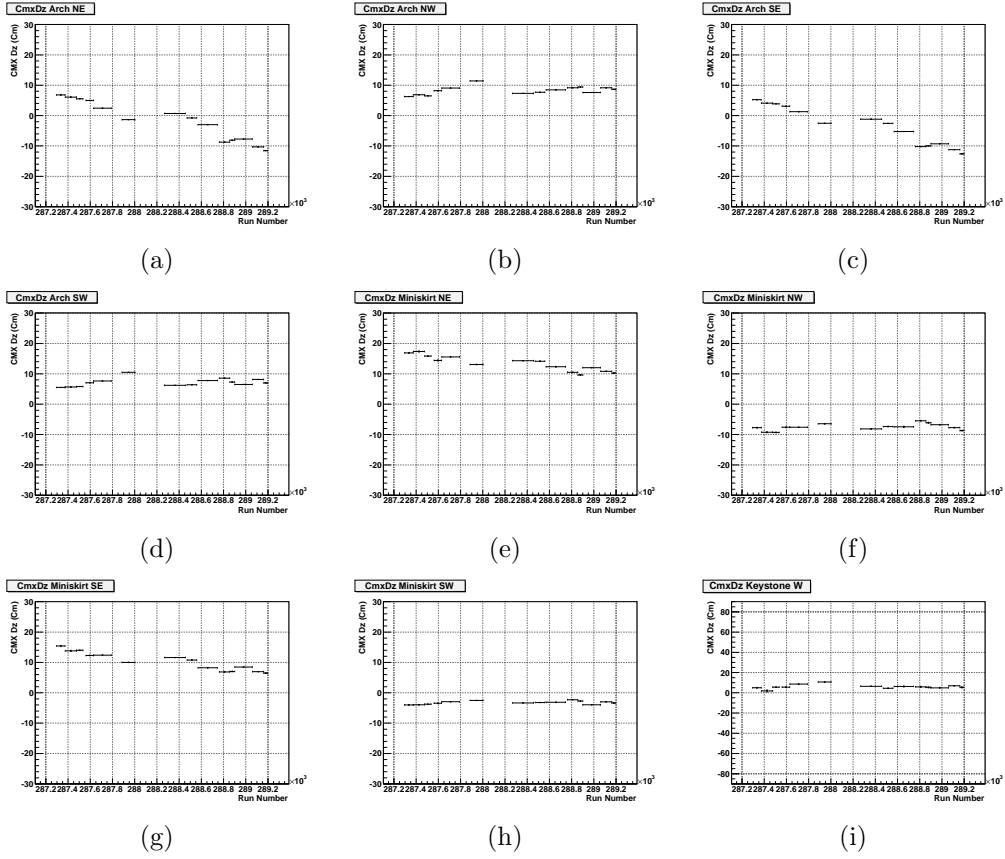 CmxDz Arch NE
CMX Dz (Cm)
30
20
10
0
-10
-20
-30
287.2 287.4 287.6 287.8 288 288.2 288.4 288.6 288.8 289 289.2
×10³
Run Number
(a)
CmxDz Arch NW
CMX Dz (Cm)
30
20
10
0
-10
-20
-30
287.2 287.4 287.6 287.8 288 288.2 288.4 288.6 288.8 289 289.2
×10³
Run Number
(b)
CmxDz Arch SE
CMX Dz (Cm)
30
20
10
0
-10
-20
-30
287.2 287.4 287.6 287.8 288 288.2 288.4 288.6 288.8 289 289.2
×10³
Run Number
(c)
CmxDz Arch SW
CMX Dz (Cm)
30
20
10
0
-10
-20
-30
287.2 287.4 287.6 287.8 288 288.2 288.4 288.6 288.8 289 289.2
×10³
Run Number
(d)
CmxDz Miniskirt NE
CMX Dz (Cm)
30
20
10
0
-10
-20
-30
287.2 287.4 287.6 287.8 288 288.2 288.4 288.6 288.8 289 289.2
×10³
Run Number
(e)
CmxDz Miniskirt NW
CMX Dz (Cm)
30
20
10
0
-10
-20
-30
287.2 287.4 287.6 287.8 288 288.2 288.4 288.6 288.8 289 289.2
×10³
Run Number
(f)
CmxDz Miniskirt SE
CMX Dz (Cm)
30
20
10
0
-10
-20
-30
287.2 287.4 287.6 287.8 288 288.2 288.4 288.6 288.8 289 289.2
×10³
Run Number
(g)
CmxDz Miniskirt SW
CMX Dz (Cm)
30
20
10
0
-10
-20
-30
287.2 287.4 287.6 287.8 288 288.2 288.4 288.6 288.8 289 289.2
×10³
Run Number
(h)
CmxDz Keystone W
CMX Dz (Cm)
80
60
40
20
0
-20
-40
-60
-80
287.2 287.4 287.6 287.8 288 288.2 288.4 288.6 288.8 289 289.2
×10³
Run Number
(i)